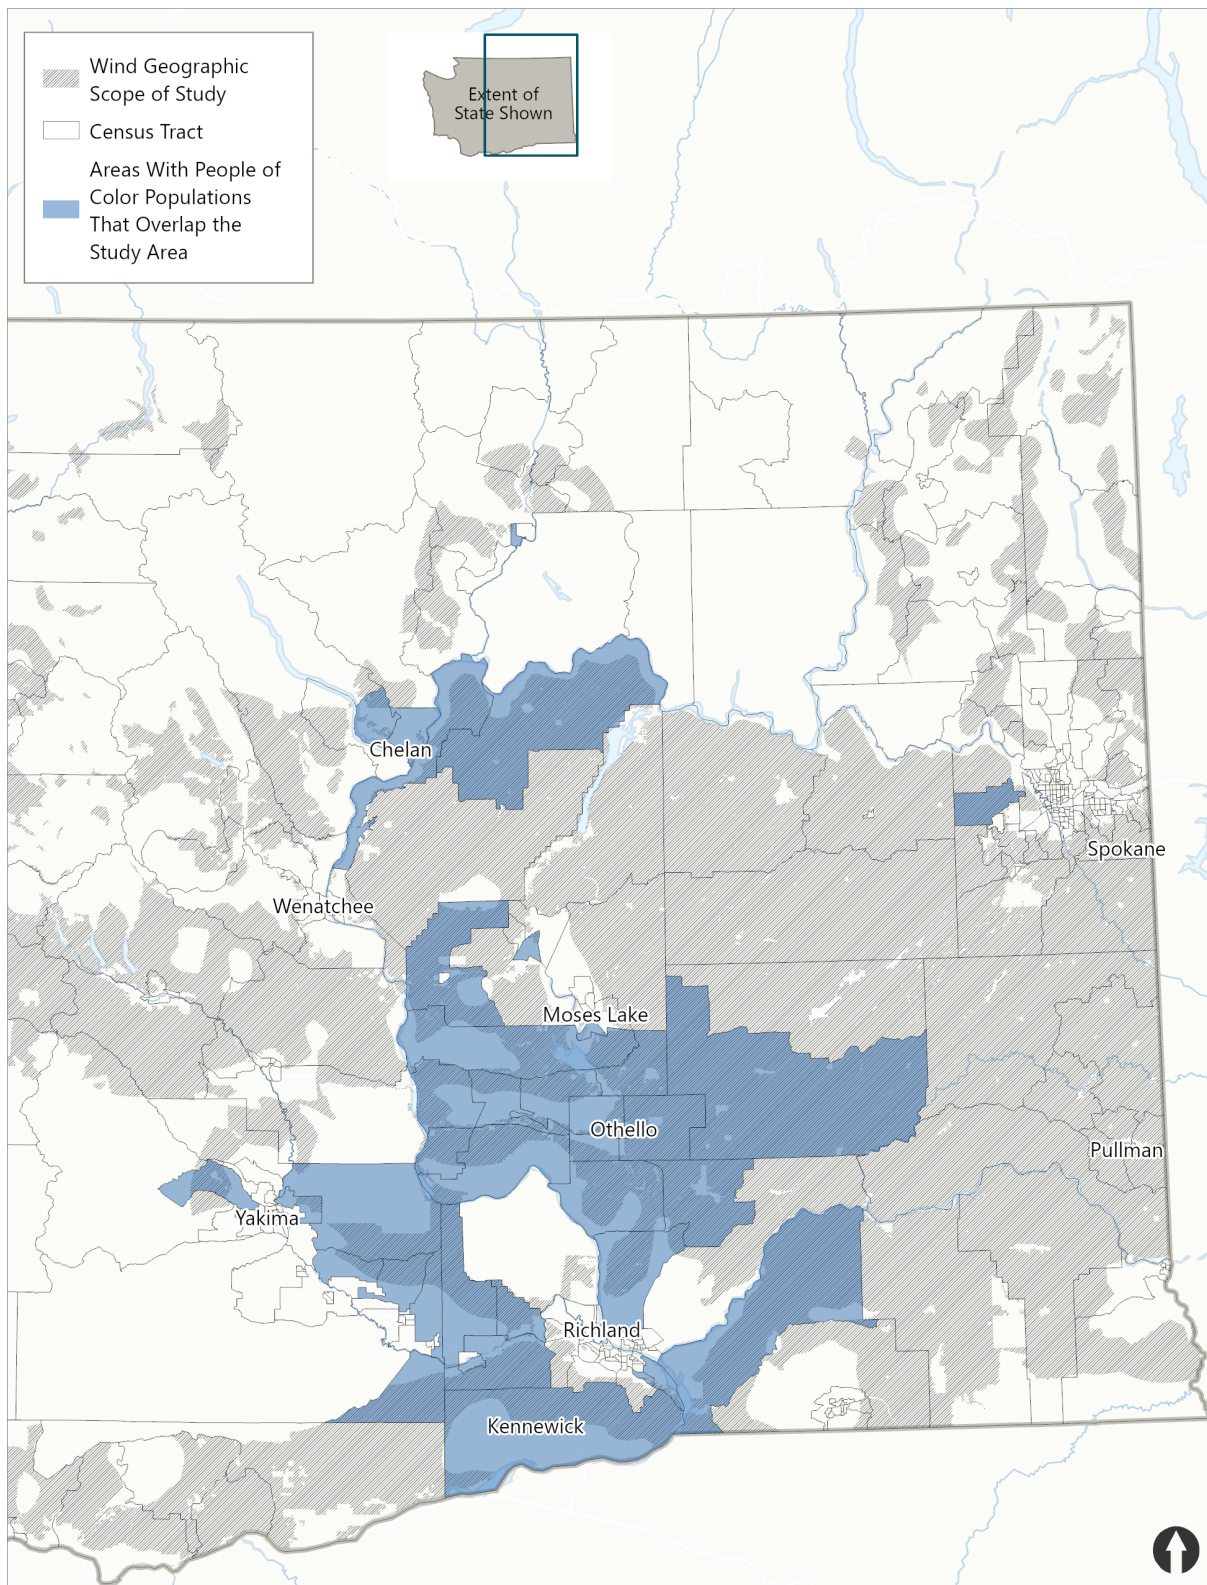 Wind Geographic
Scope of Study
Census Tract
Areas With People of
Color Populations
That Overlap the
Study Area
Extent of
State Shown
Chelan
Spokane
Wenatchee
Moses Lake
Othello
Pullman
Yakima
Richland
Kennewick